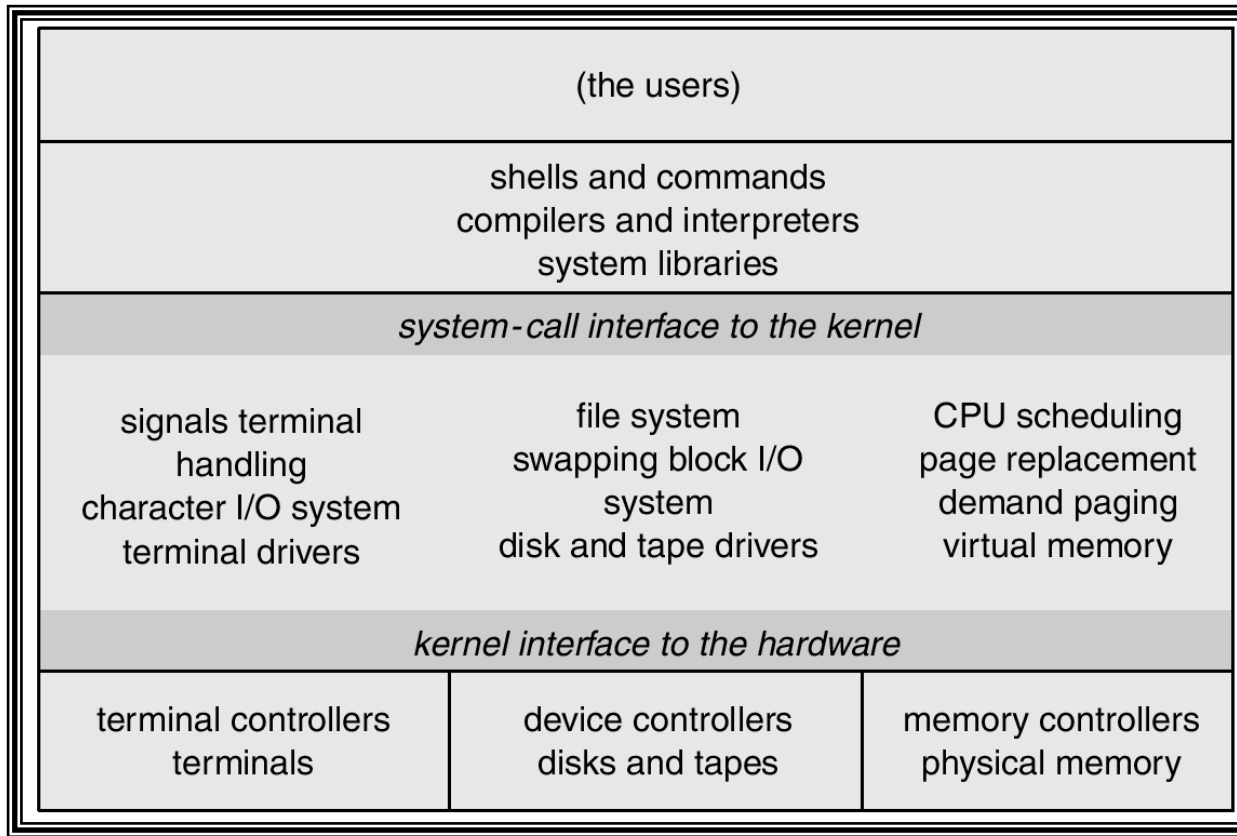 (the users)
shells and commands
compilers and interpreters
system libraries
system-call interface to the kernel
signals terminal
handling
character I/O system
terminal drivers
file system
swapping block I/O
system
disk and tape drivers
CPU scheduling
page replacement
demand paging
virtual memory
kernel interface to the hardware
terminal controllers
terminals
device controllers
disks and tapes
memory controllers
physical memory